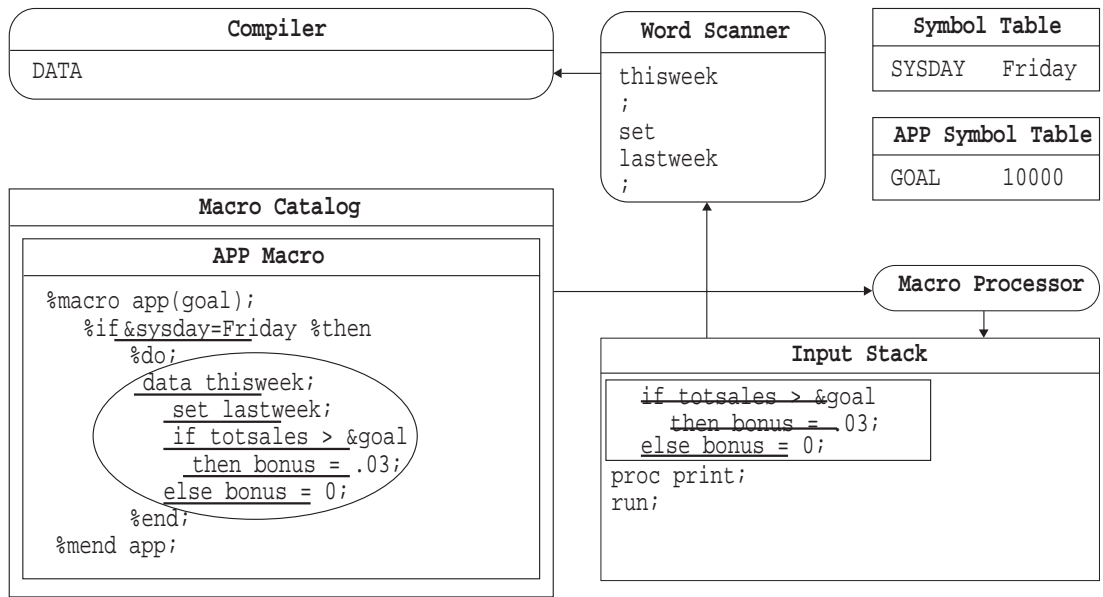 Compiler
DATA
Word Scanner
thisweek
;
set
lastweek
;
Symbol Table
SYSDAY Friday
APP Symbol Table
GOAL 10000
Macro Catalog
APP Macro
%macro app(goal);
%if &sysday=Friday %then
%do;
data thisweek;
set lastweek;
if totsales > &goal
then bonus = .03;
else bonus = 0;
%end;
%mend app;
Macro Processor
Input Stack
if totsales > &goal
then bonus = .03;
else bonus = 0;
proc print;
run;